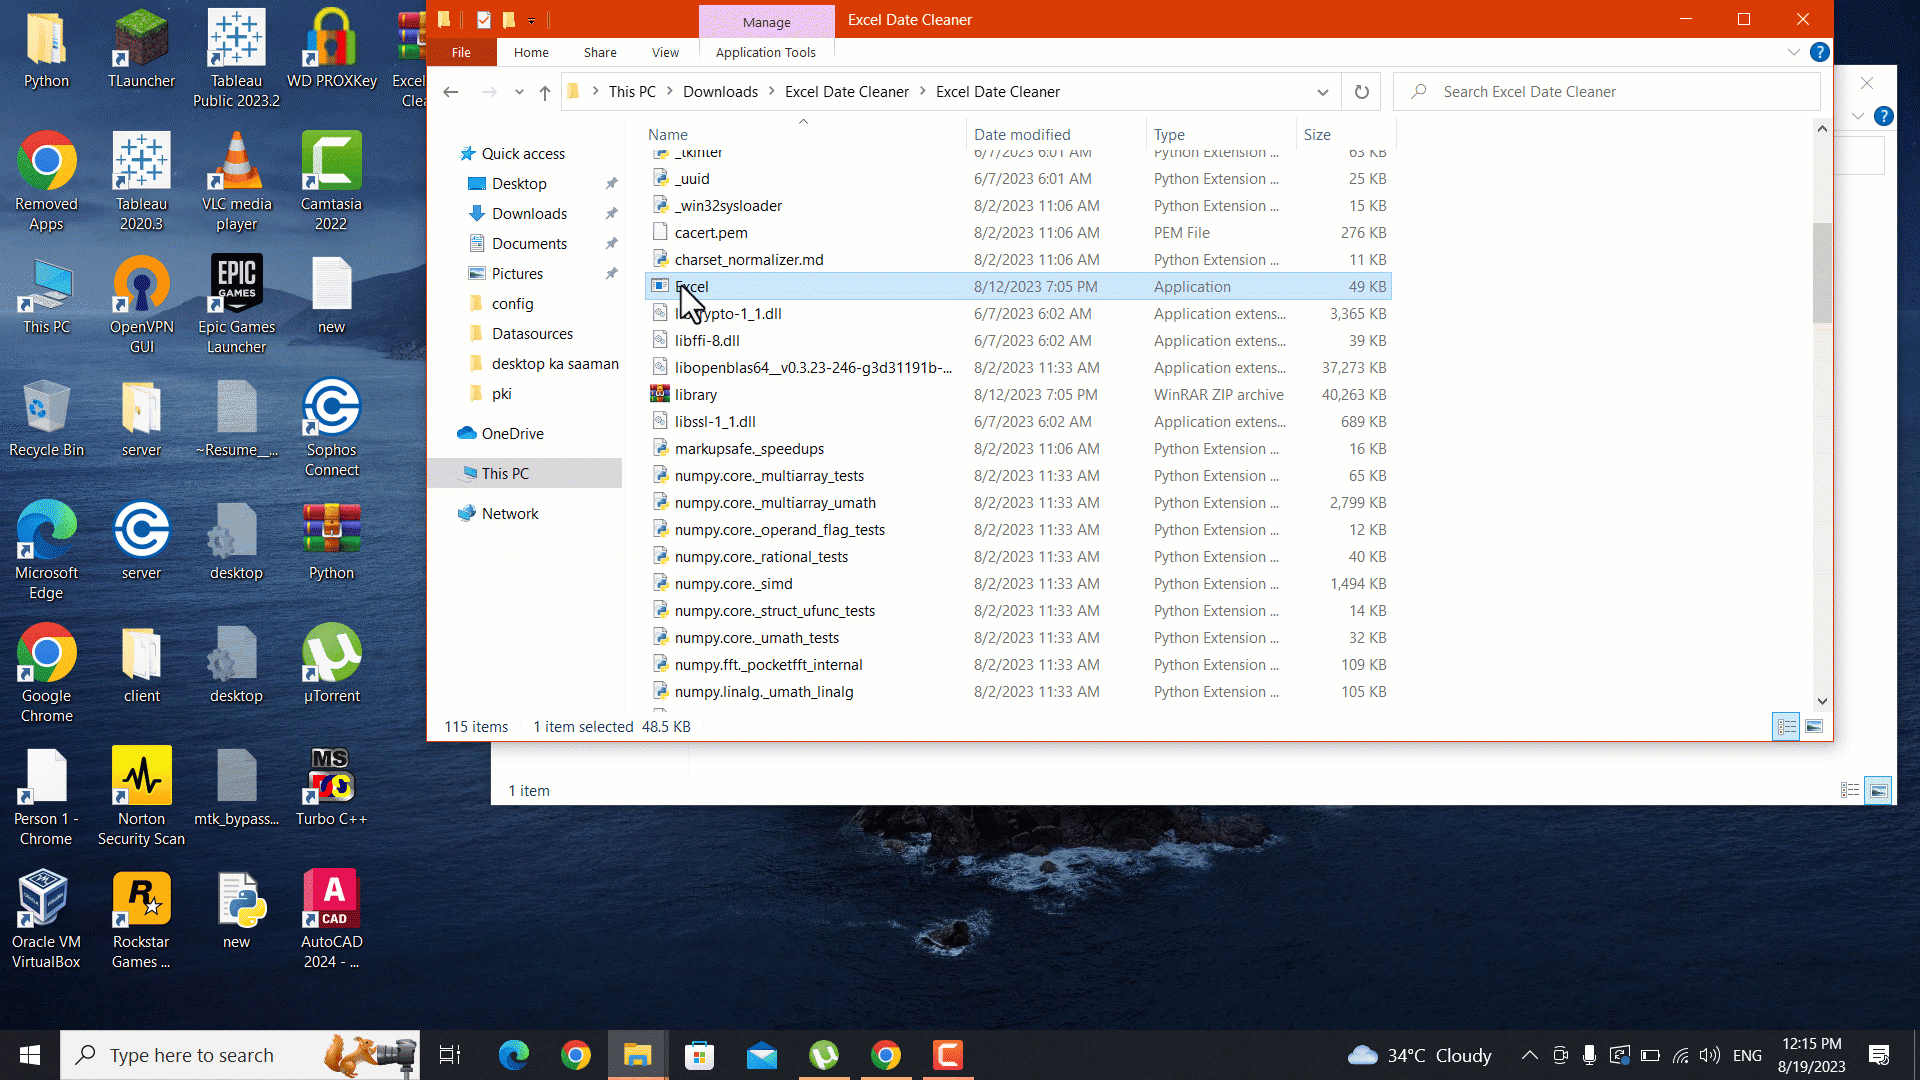 Python
TLauncher
Tableau
Public 2023.2
WD PROXKey
Excel
Clea
Removed
Apps
Tableau
2020.3
VLC media
player
Camtasia
2022
This PC
OpenVPN
GUI
EPIC
GAMES
Epic Games
Launcher
new
Recycle Bin
server
~Resume__...
Sophos
Connect
Microsoft
Edge
server
desktop
Python
Google
Chrome
client
desktop
µTorrent
Person 1 -
Chrome
Norton
Security Scan
mtk_bypass...
MS
Turbo C++
Oracle VM
VirtualBox
Rockstar
Games ...
new
A
CAD
AutoCAD
2024 - ...
Manage
Excel Date Cleaner
File
Home
Share
View
Application Tools
This PC
Downloads
Excel Date Cleaner
Excel Date Cleaner
Search Excel Date Cleaner
Quick access
Desktop
Downloads
Documents
Pictures
config
Datasources
desktop ka saaman
pki
OneDrive
This PC
Network
Name Date modified Type Size
_tkinter 6/7/2023 6:01 AM Python Extension ... 63 KB
_uuid 6/7/2023 6:01 AM Python Extension ... 25 KB
_win32sysloader 8/2/2023 11:06 AM Python Extension ... 15 KB
cacert.pem 8/2/2023 11:06 AM PEM File 276 KB
charset_normalizer.md 8/2/2023 11:06 AM Python Extension ... 11 KB
Excel 8/12/2023 7:05 PM Application 49 KB
libcrypto-1_1.dll 6/7/2023 6:02 AM Application extens... 3,365 KB
libffi-8.dll 6/7/2023 6:02 AM Application extens... 39 KB
libopenblas64__v0.3.23-246-g3d31191b-... 8/2/2023 11:33 AM Application extens... 37,273 KB
library 8/12/2023 7:05 PM WinRAR ZIP archive 40,263 KB
libssl-1_1.dll 6/7/2023 6:02 AM Application extens... 689 KB
markupsafe._speedups 8/2/2023 11:06 AM Python Extension ... 16 KB
numpy.core._multiarray_tests 8/2/2023 11:33 AM Python Extension ... 65 KB
numpy.core._multiarray_umath 8/2/2023 11:33 AM Python Extension ... 2,799 KB
numpy.core._operand_flag_tests 8/2/2023 11:33 AM Python Extension ... 12 KB
numpy.core._rational_tests 8/2/2023 11:33 AM Python Extension ... 40 KB
numpy.core._simd 8/2/2023 11:33 AM Python Extension ... 1,494 KB
numpy.core._struct_ufunc_tests 8/2/2023 11:33 AM Python Extension ... 14 KB
numpy.core._umath_tests 8/2/2023 11:33 AM Python Extension ... 32 KB
numpy.fft._pocketfft_internal 8/2/2023 11:33 AM Python Extension ... 109 KB
numpy.linalg._umath_linalg 8/2/2023 11:33 AM Python Extension ... 105 KB
115 items 1 item selected 48.5 KB
1 item
Type here to search
34°C Cloudy
ENG
12:15 PM
8/19/2023